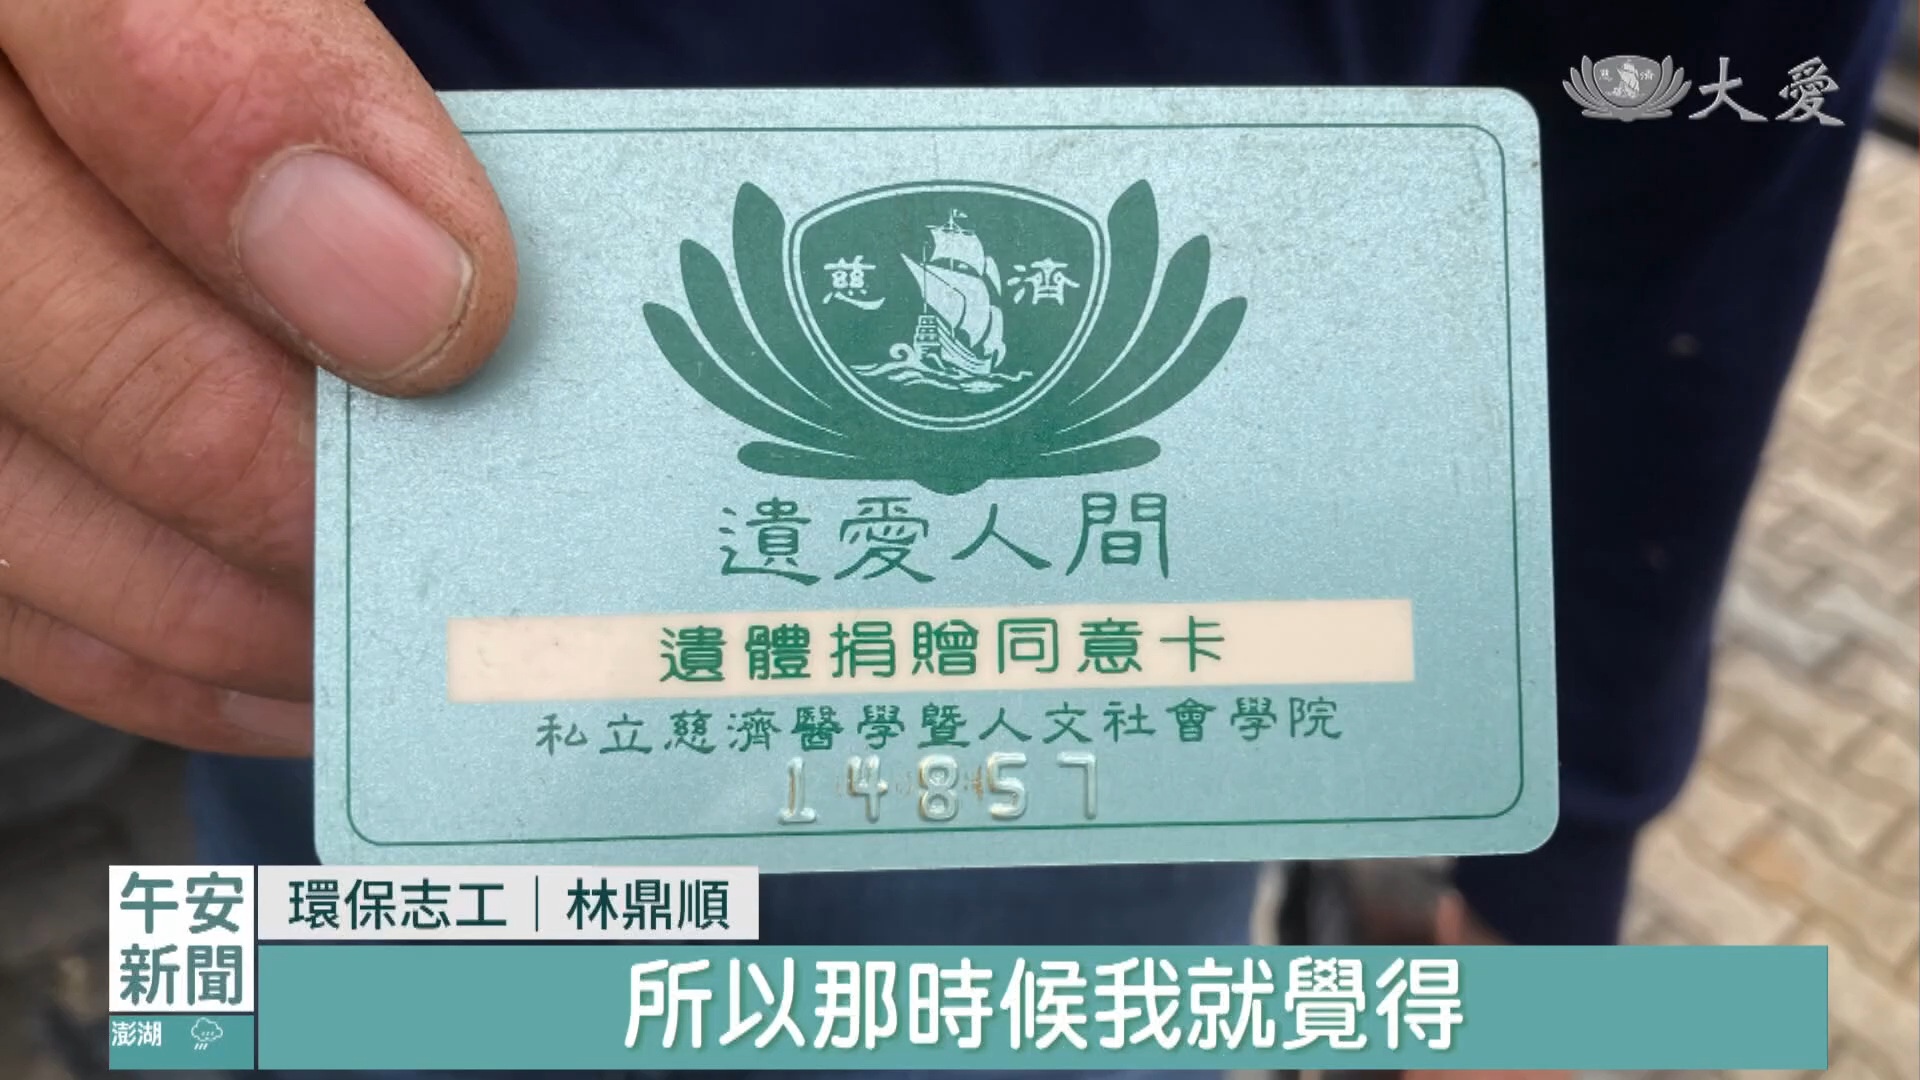 慈濟 大愛
慈濟
遺愛人間
遺體捐贈同意卡
私立慈濟醫學暨人文社會學院
14857
午安
新聞
環保志工｜林鼎順
所以那時候我就覺得
澎湖